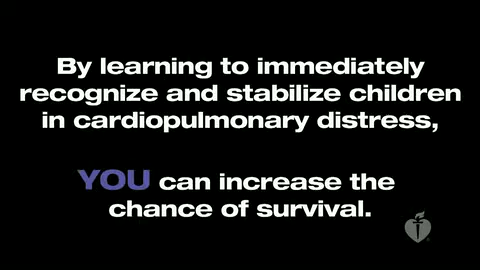 By learning to immediately
recognize and stabilize children
in cardiopulmonary distress,
YOU can increase the
chance of survival.